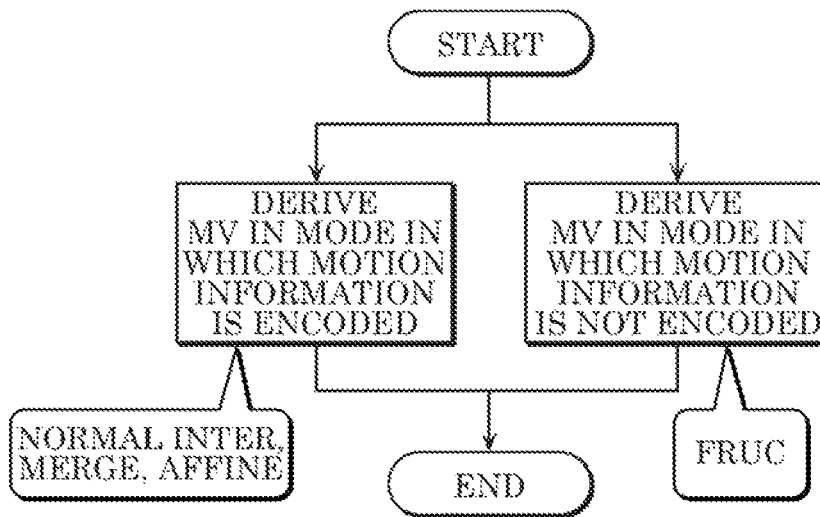 START
DERIVE
MV IN MODE IN
WHICH MOTION
INFORMATION
IS ENCODED
DERIVE
MV IN MODE IN
WHICH MOTION
INFORMATION
IS NOT ENCODED
NORMAL INTER,
MERGE, AFFINE
FRUC
END